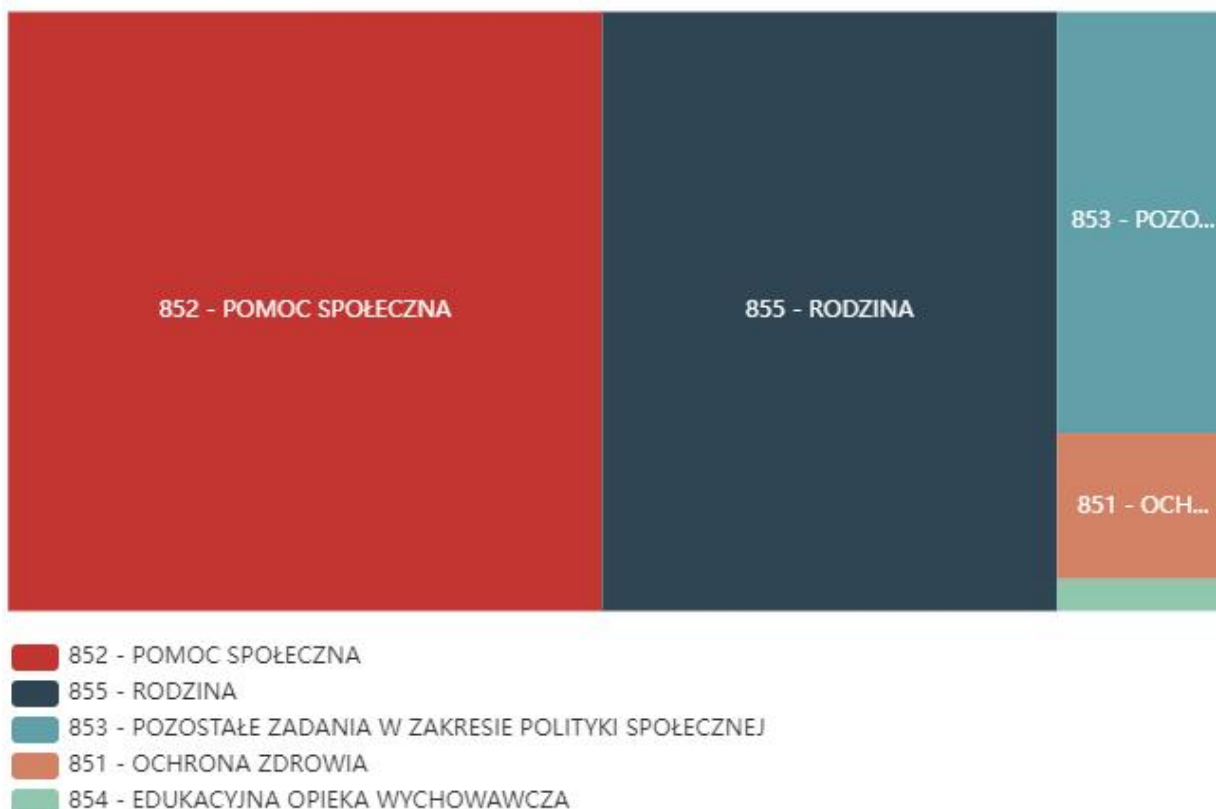 852 - POMOC SPOŁECZNA
855 - RODZINA
853 - POZO...
851 - OCH...
852 - POMOC SPOŁECZNA
855 - RODZINA
853 - POZOSTAŁE ZADANIA W ZAKRESIE POLITYKI SPOŁECZNEJ
851 - OCHRONA ZDROWIA
854 - EDUKACYJNA OPIEKA WYCHOWAWCZA